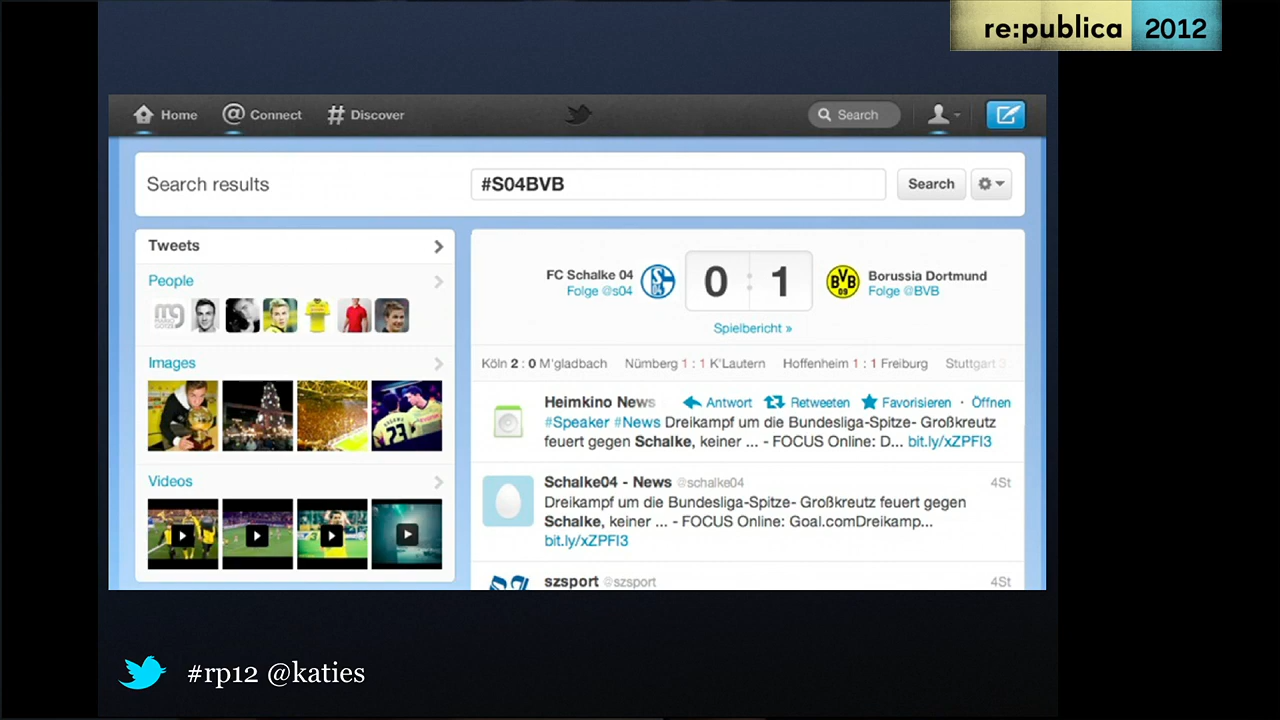 re:publica 2012
Home
Connect
Discover
Search
Search results
#S04BVB
Search
Tweets
People
Images
Videos
FC Schalke 04
Folge @s04
0 : 1
Borussia Dortmund
Folge @BVB
Spielbericht »
Köln 2 : 0 M'gladbach Nürnberg 1 : 1 K'Lautern Hoffenheim 1 : 1 Freiburg Stuttgart 3
Heimkino News
Antwort Retweeten Favorisieren · Öffnen
#Speaker #News Dreikampf um die Bundesliga-Spitze- Großkreutz
feuert gegen Schalke, keiner ... - FOCUS Online: D... bit.ly/xZPFI3
Schalke04 - News @schalke04 4St
Dreikampf um die Bundesliga-Spitze- Großkreutz feuert gegen
Schalke, keiner ... - FOCUS Online: Goal.comDreikamp...
bit.ly/xZPFI3
szsport @szsport 4St
#rp12 @katies